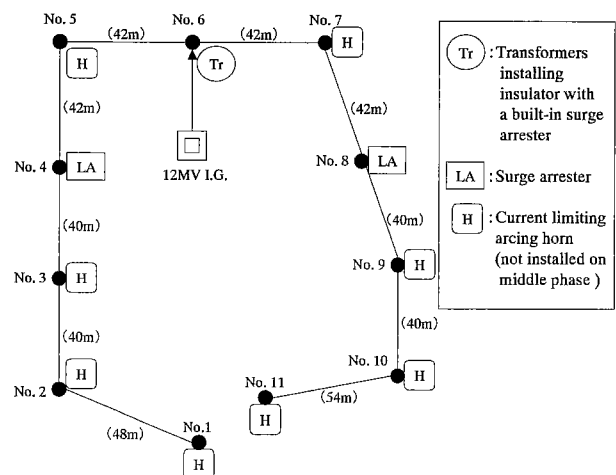 No. 5
(42m)
No. 6
(42m)
No. 7
H
Tr
H
(42m)
(42m)
12MV I.G.
No. 4
LA
No. 8
LA
(40m)
(40m)
No. 3
H
No. 9
H
(40m)
(40m)
No. 2
H
No. 10
H
No. 11
H
(54m)
(48m)
No.1
H
Tr : Transformers
installing
insulator with
a built-in surge
arrester
LA : Surge arrester
H : Current limiting
arcing horn
(not installed on
middle phase )